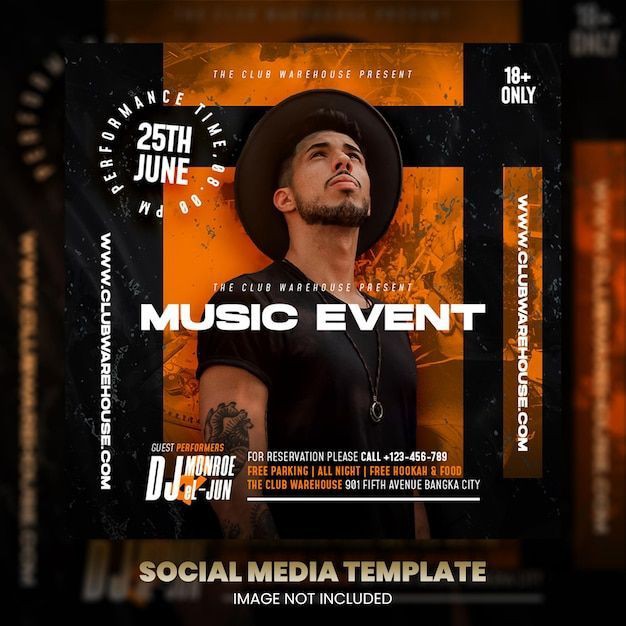 THE CLUB WAREHOUSE PRESENT
18+
ONLY
PERFORMANCE TIME, 08.00 PM
25TH
JUNE
WWW.CLUBWAREHOUSE.COM
WWW.CLUBWAREHOUSE.COM
THE CLUB WAREHOUSE PRESENT
MUSIC EVENT
GUEST PERFORMERS
DJ MONROE
eL-JUN
FOR RESERVATION PLEASE CALL +123-456-789
FREE PARKING | ALL NIGHT | FREE HOOKAH & FOOD
THE CLUB WAREHOUSE 901 FIFTH AVENUE BANGKA CITY
SOCIAL MEDIA TEMPLATE
IMAGE NOT INCLUDED